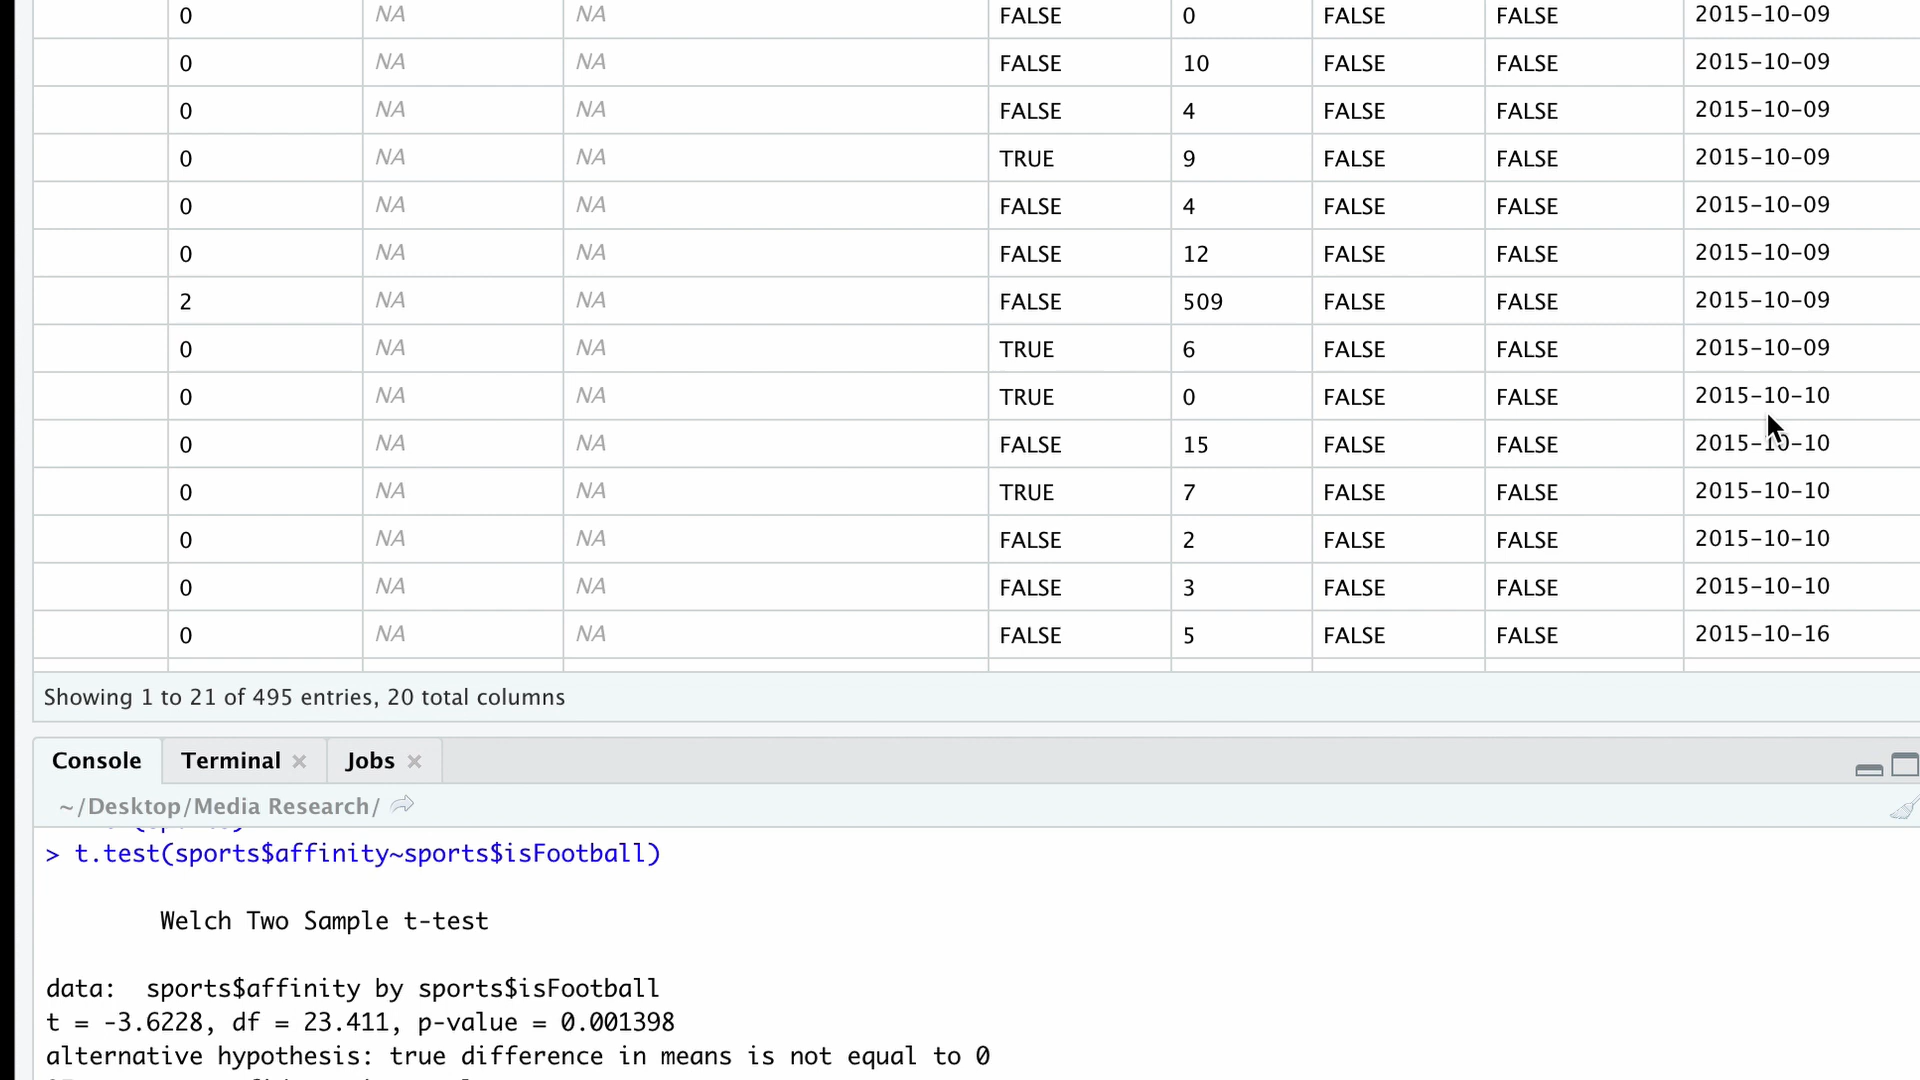 0 NA NA FALSE 0 FALSE FALSE 2015-10-09
0 NA NA FALSE 10 FALSE FALSE 2015-10-09
0 NA NA FALSE 4 FALSE FALSE 2015-10-09
0 NA NA TRUE 9 FALSE FALSE 2015-10-09
0 NA NA FALSE 4 FALSE FALSE 2015-10-09
0 NA NA FALSE 12 FALSE FALSE 2015-10-09
2 NA NA FALSE 509 FALSE FALSE 2015-10-09
0 NA NA TRUE 6 FALSE FALSE 2015-10-09
0 NA NA TRUE 0 FALSE FALSE 2015-10-10
0 NA NA FALSE 15 FALSE FALSE 2015-10-10
0 NA NA TRUE 7 FALSE FALSE 2015-10-10
0 NA NA FALSE 2 FALSE FALSE 2015-10-10
0 NA NA FALSE 3 FALSE FALSE 2015-10-10
0 NA NA FALSE 5 FALSE FALSE 2015-10-16
Showing 1 to 21 of 495 entries, 20 total columns
Console Terminal Jobs
~/Desktop/Media Research/
> t.test(sports$affinity~sports$isFootball)
Welch Two Sample t-test
data:  sports$affinity by sports$isFootball
t = -3.6228, df = 23.411, p-value = 0.001398
alternative hypothesis: true difference in means is not equal to 0